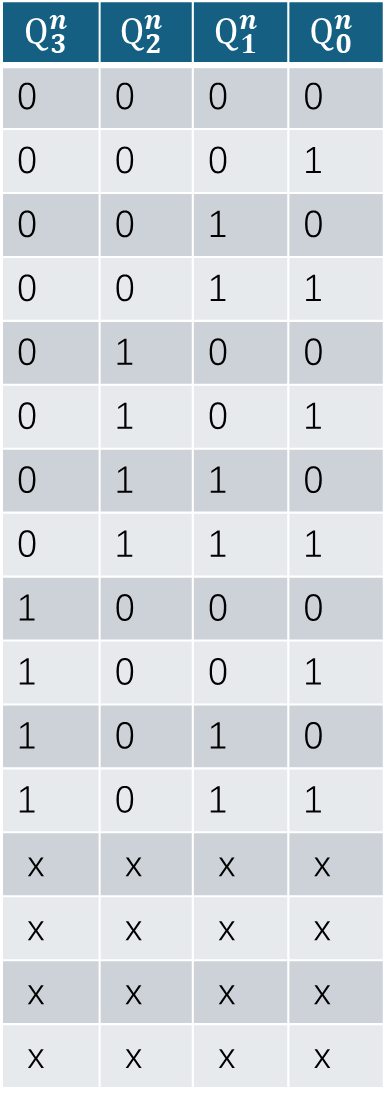 Q₃ⁿ Q₂ⁿ Q₁ⁿ Q₀ⁿ
0 0 0 0
0 0 0 1
0 0 1 0
0 0 1 1
0 1 0 0
0 1 0 1
0 1 1 0
0 1 1 1
1 0 0 0
1 0 0 1
1 0 1 0
1 0 1 1
x x x x
x x x x
x x x x
x x x x